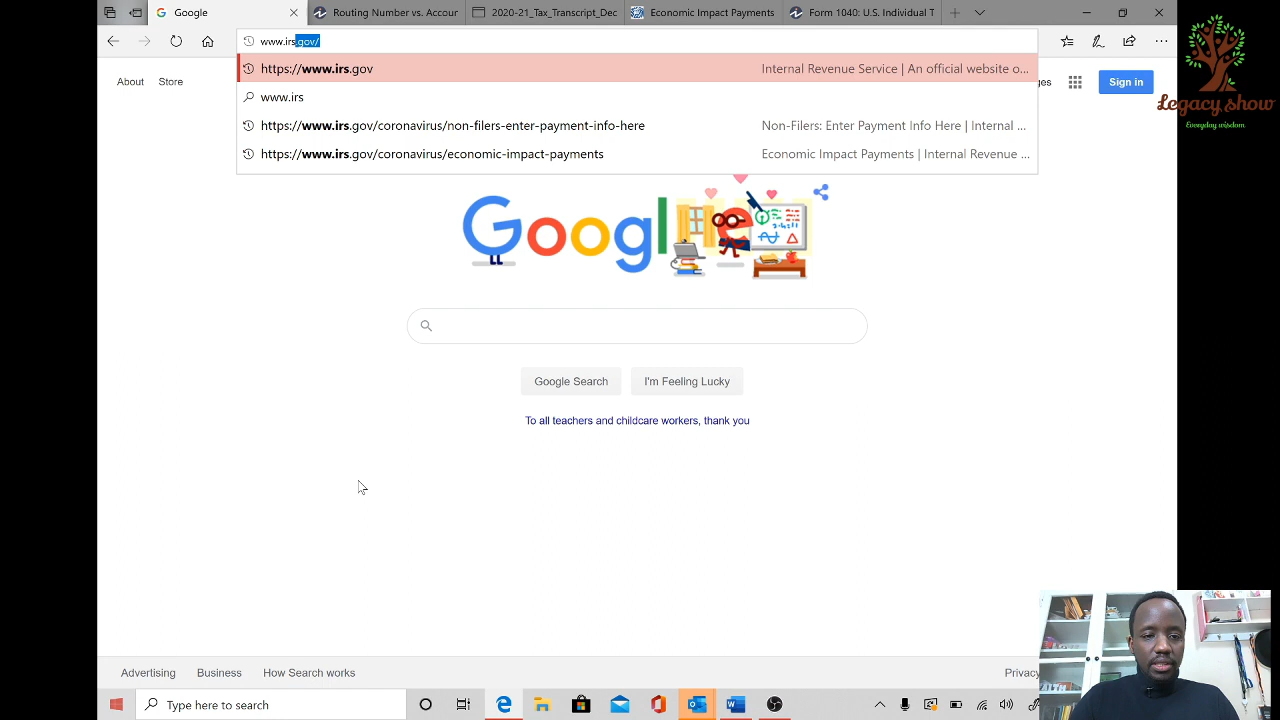 Google
Routing Number vs. Accour
2020-21_Tax_Transcript_Dec
Economic Impact Payments
Form 1040.S. Individual T
www.irs.gov/
https://www.irs.gov
Internal Revenue Service | An official website o...
www.irs
https://www.irs.gov/coronavirus/non-filers-enter-payment-info-here
Non-Filers: Enter Payment Info Here | Internal ...
https://www.irs.gov/coronavirus/economic-impact-payments
Economic Impact Payments | Internal Revenue ...
About
Store
ges
Sign in
Legacy show
Everyday wisdom
Google
Google Search
I'm Feeling Lucky
To all teachers and childcare workers, thank you
Advertising
Business
How Search works
Privacy
Type here to search